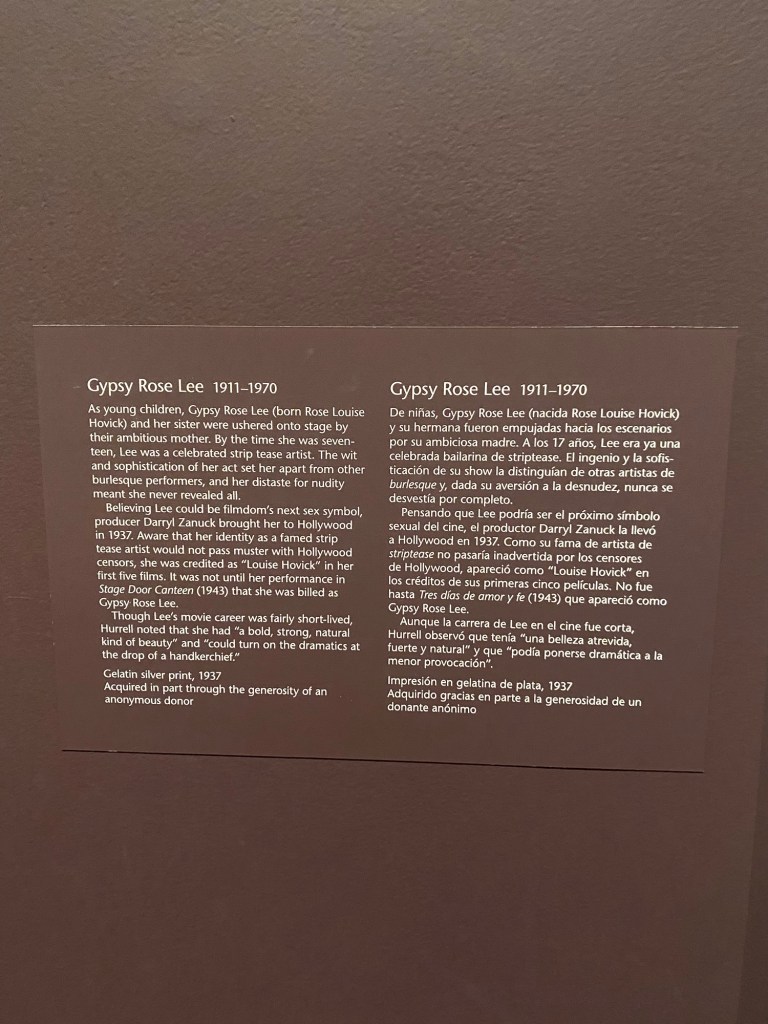 Gypsy Rose Lee 1911–1970
As young children, Gypsy Rose Lee (born Rose Louise
Hovick) and her sister were ushered onto stage by
their ambitious mother. By the time she was seven-
teen, Lee was a celebrated strip tease artist. The wit
and sophistication of her act set her apart from other
burlesque performers, and her distaste for nudity
meant she never revealed all.
Believing Lee could be filmdom’s next sex symbol,
producer Darryl Zanuck brought her to Hollywood
in 1937. Aware that her identity as a famed strip
tease artist would not pass muster with Hollywood
censors, she was credited as “Louise Hovick” in her
first five films. It was not until her performance in
Stage Door Canteen (1943) that she was billed as
Gypsy Rose Lee.
Though Lee’s movie career was fairly short-lived,
Hurrell noted that she had “a bold, strong, natural
kind of beauty” and “could turn on the dramatics at
the drop of a handkerchief.”
Gelatin silver print, 1937
Acquired in part through the generosity of an
anonymous donor
Gypsy Rose Lee 1911–1970
De niñas, Gypsy Rose Lee (nacida Rose Louise Hovick)
y su hermana fueron empujadas hacia los escenarios
por su ambiciosa madre. A los 17 años, Lee era ya una
celebrada bailarina de striptease. El ingenio y la sofis-
ticación de su show la distinguían de otras artistas de
burlesque y, dada su aversión a la desnudez, nunca se
desvestía por completo.
Pensando que Lee podría ser el próximo símbolo
sexual del cine, el productor Darryl Zanuck la llevó
a Hollywood en 1937. Como su fama de artista de
striptease no pasaría inadvertida por los censores
de Hollywood, apareció como “Louise Hovick” en
los créditos de sus primeras cinco películas. No fue
hasta Tres días de amor y fe (1943) que apareció como
Gypsy Rose Lee.
Aunque la carrera de Lee en el cine fue corta,
Hurrell observó que tenía “una belleza atrevida,
fuerte y natural” y que “podía ponerse dramática a la
menor provocación”.
Impresión en gelatina de plata, 1937
Adquirido gracias en parte a la generosidad de un
donante anónimo